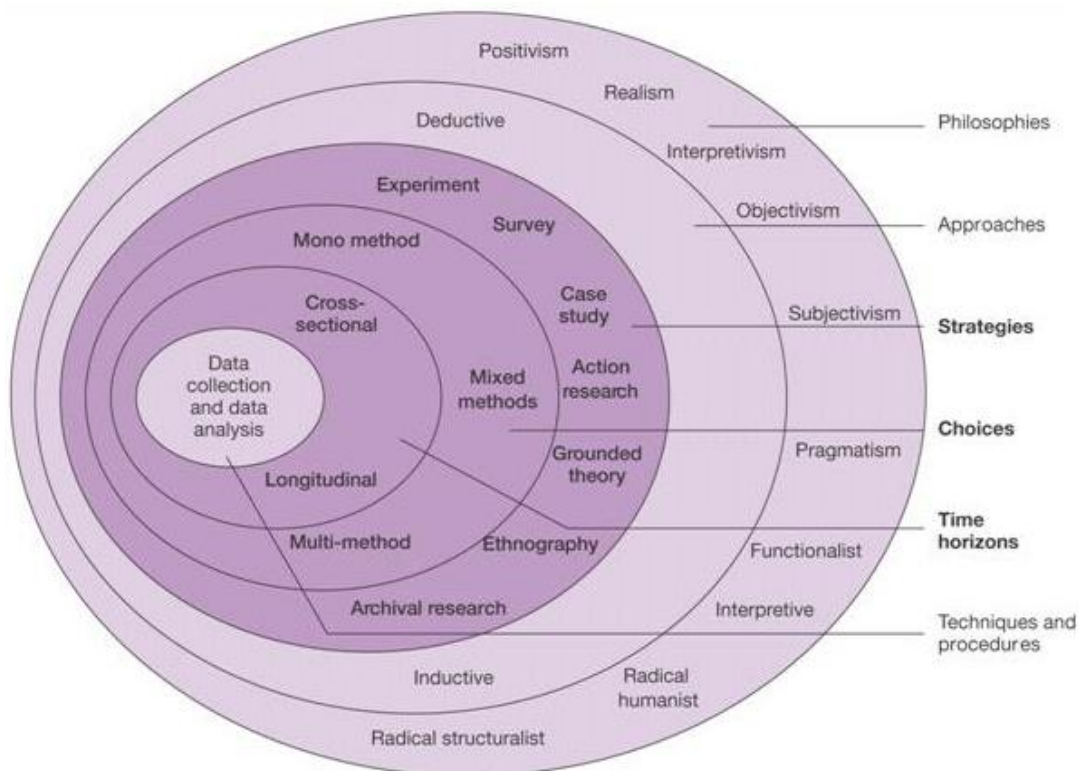 Positivism
Realism
Philosophies
Deductive
Interpretivism
Experiment
Objectivism
Survey
Approaches
Mono method
Cross-
sectional
Case
study
Subjectivism
Strategies
Data
collection
and data
analysis
Mixed
methods
Action
research
Choices
Pragmatism
Grounded
theory
Longitudinal
Time
horizons
Multi-method
Ethnography
Functionalist
Archival research
Interpretive
Techniques and
procedures
Inductive
Radical
humanist
Radical structuralist